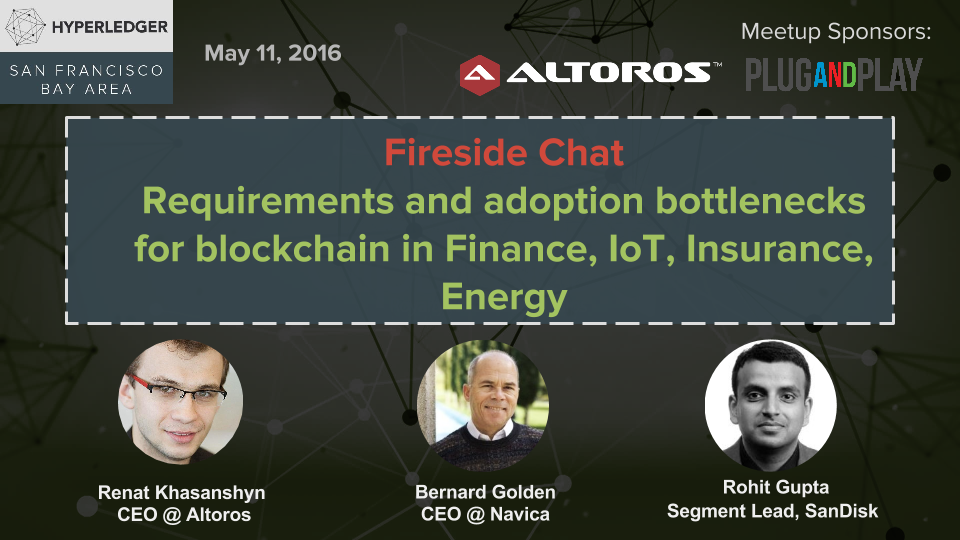 HYPERLEDGER
SAN FRANCISCO
BAY AREA
May 11, 2016
Meetup Sponsors:
ALTOROS™
PLUGANDPLAY
Fireside Chat
Requirements and adoption bottlenecks
for blockchain in Finance, IoT, Insurance,
Energy
Renat Khasanshyn
CEO @ Altoros
Bernard Golden
CEO @ Navica
Rohit Gupta
Segment Lead, SanDisk